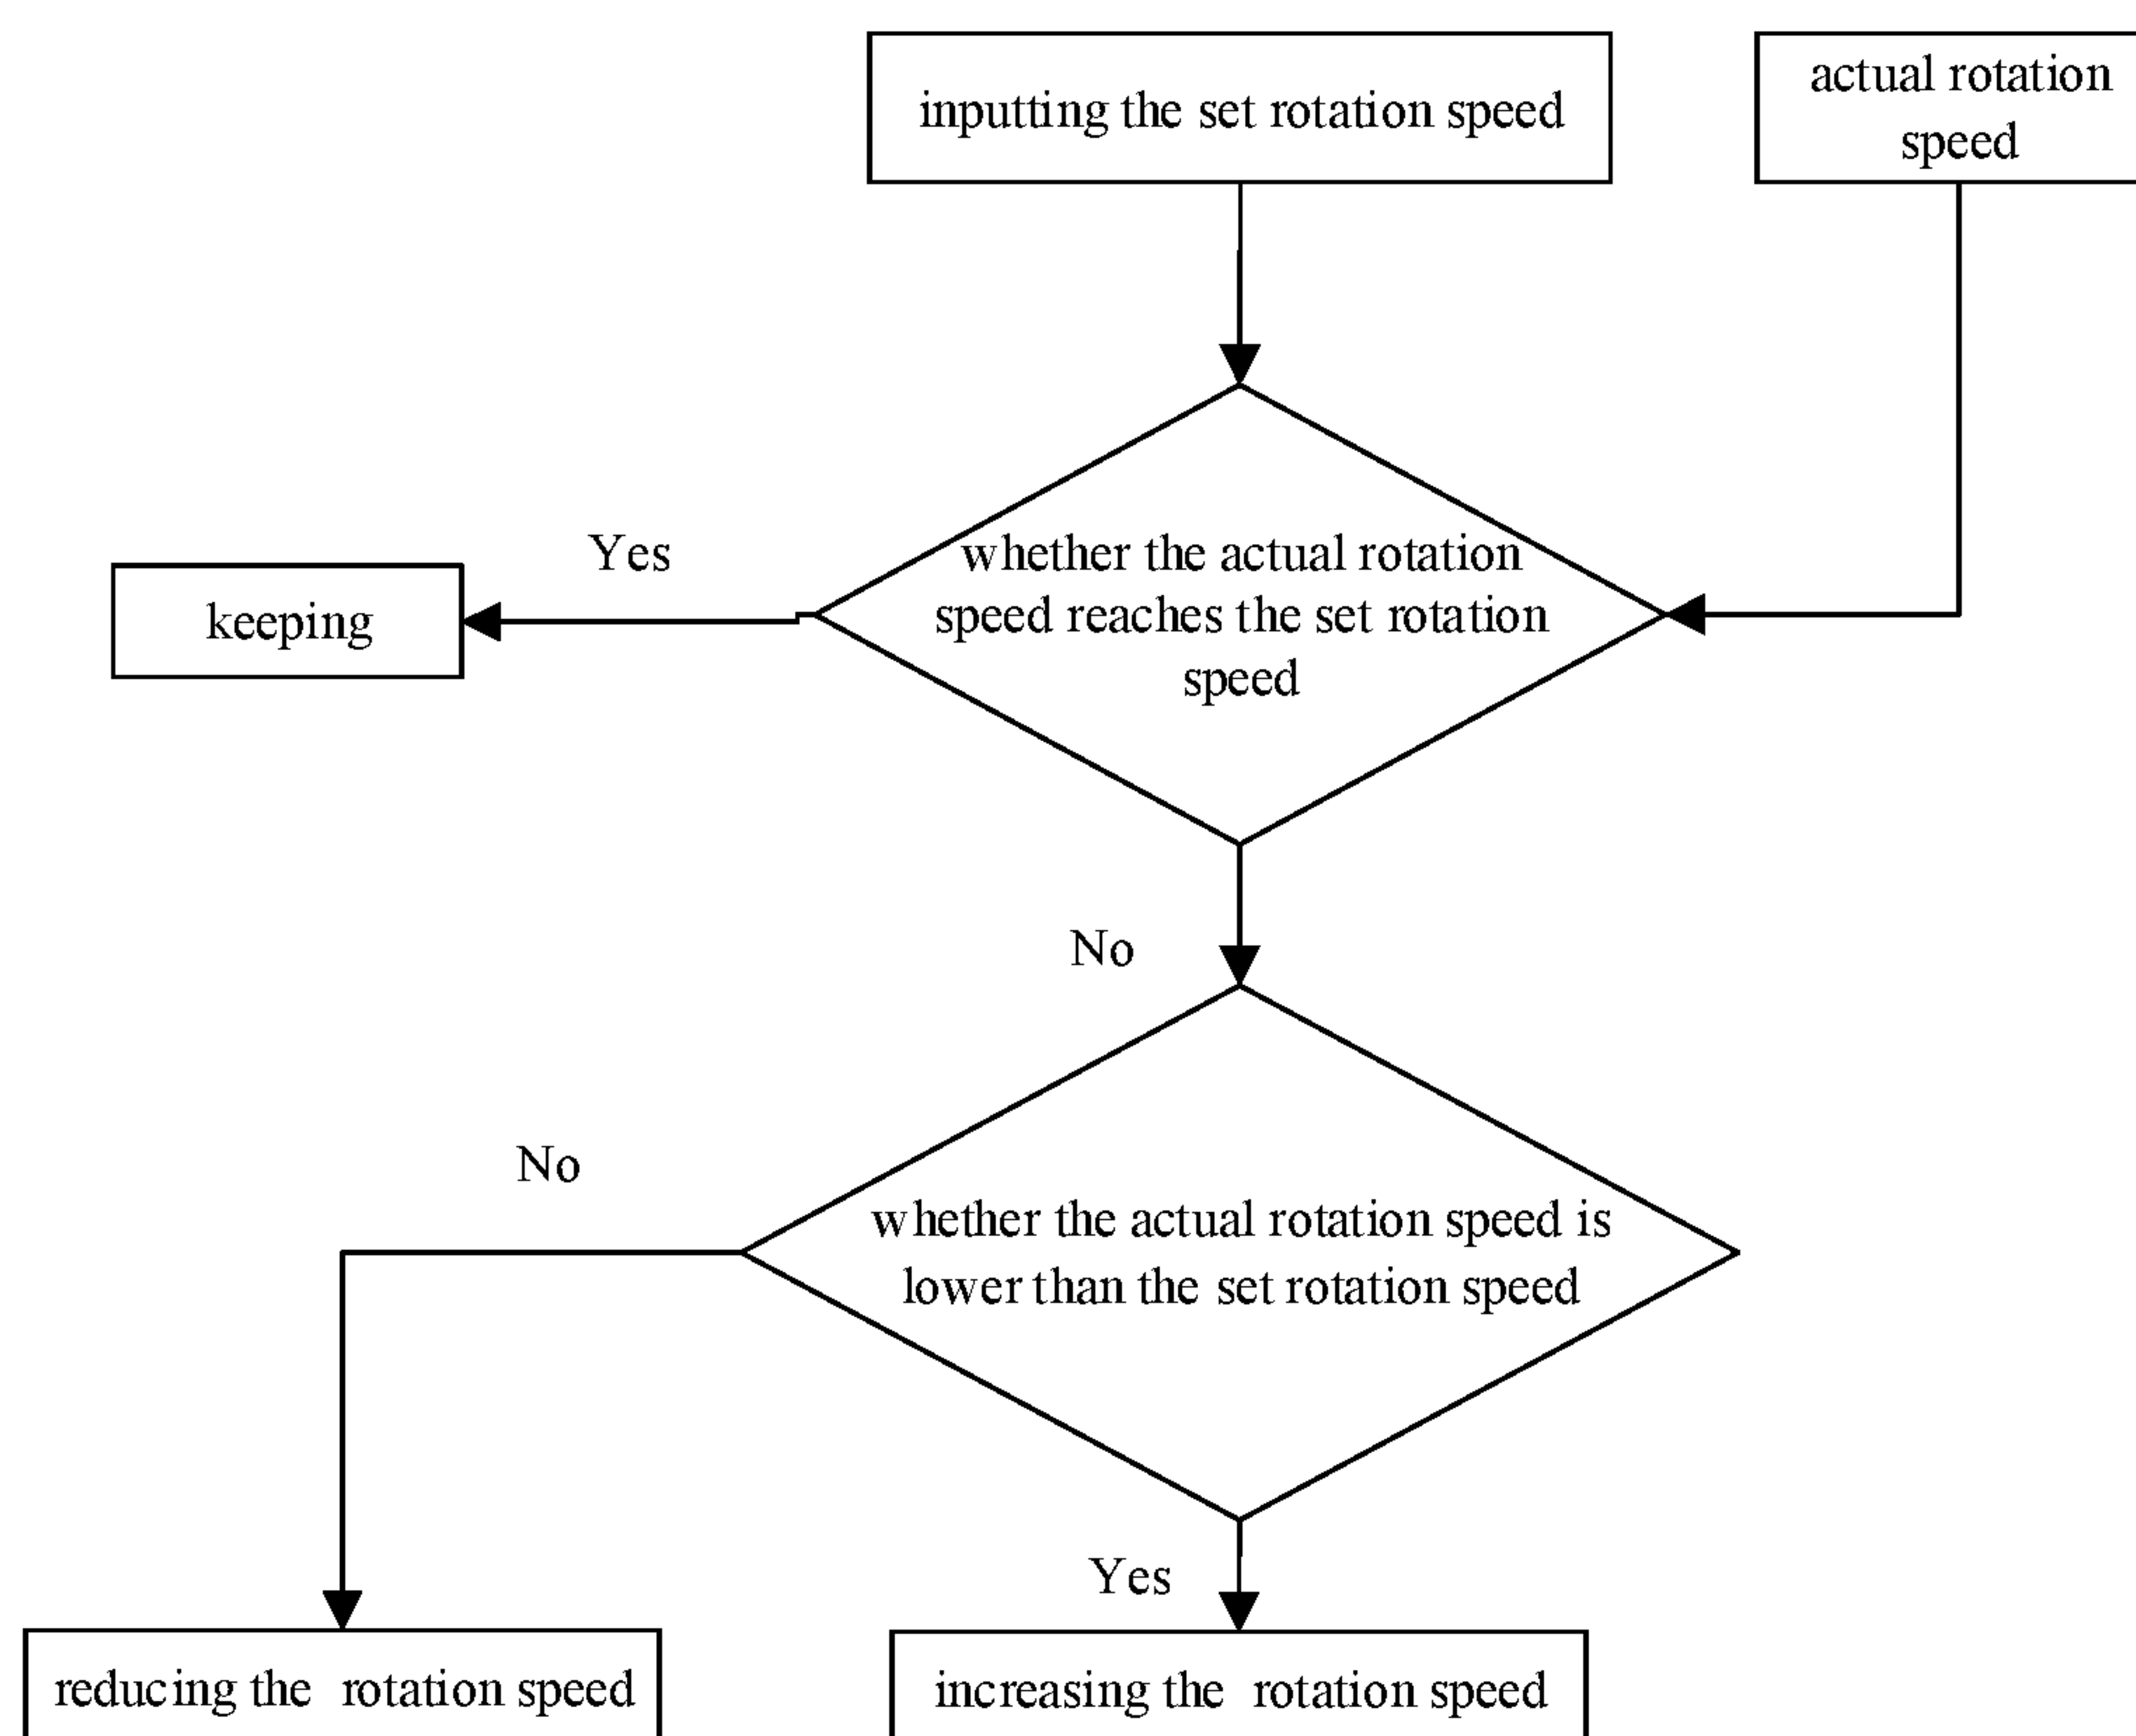 inputting the set rotation speed
actual rotation
speed
Yes
whether the actual rotation
speed reaches the set rotation
speed
keeping
No
No
whether the actual rotation speed is
lower than the set rotation speed
Yes
reducing the rotation speed
increasing the rotation speed